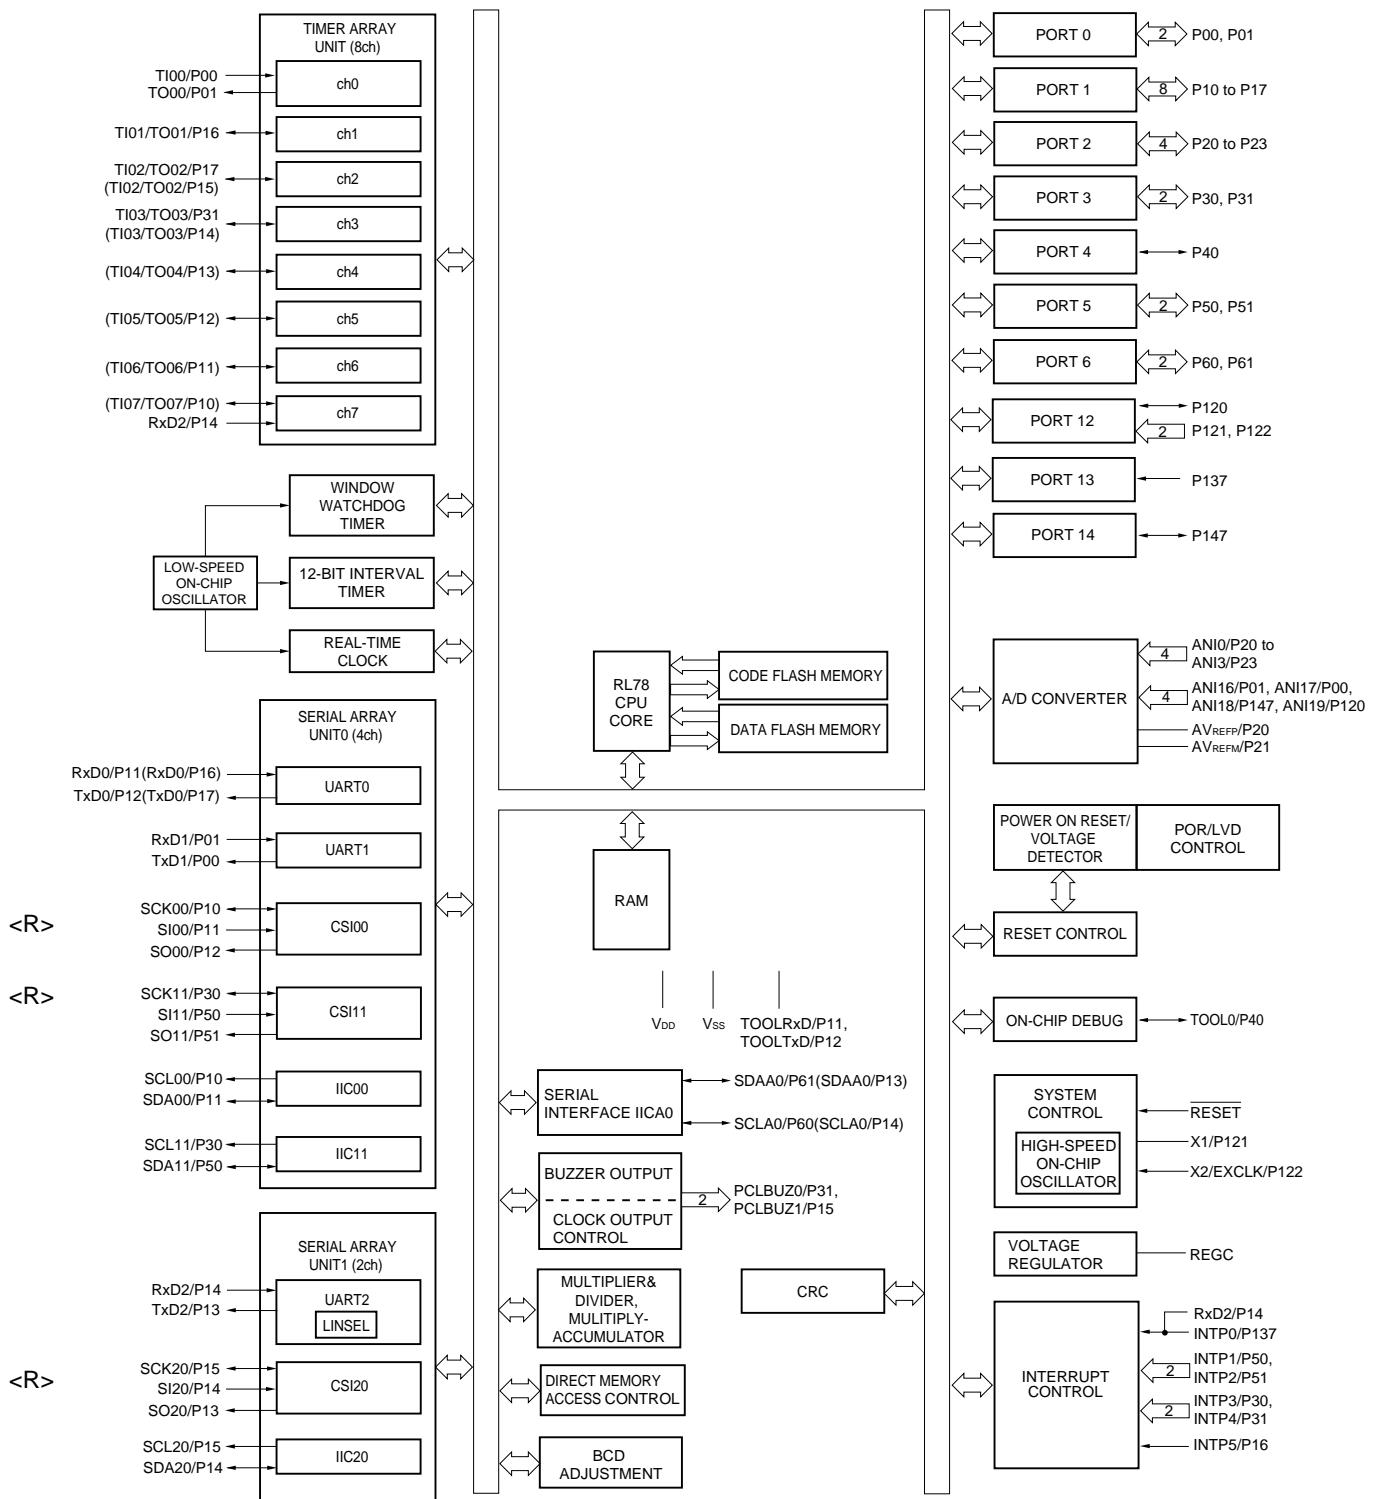 TIMER ARRAY
UNIT (8ch)
TI00/P00
TO00/P01
ch0
TI01/TO01/P16
ch1
TI02/TO02/P17
(TI02/TO02/P15)
ch2
TI03/TO03/P31
(TI03/TO03/P14)
ch3
(TI04/TO04/P13)
ch4
(TI05/TO05/P12)
ch5
(TI06/TO06/P11)
ch6
(TI07/TO07/P10)
RxD2/P14
ch7
WINDOW
WATCHDOG
TIMER
LOW-SPEED
ON-CHIP
OSCILLATOR
12-BIT INTERVAL
TIMER
REAL-TIME
CLOCK
SERIAL ARRAY
UNIT0 (4ch)
RxD0/P11(RxD0/P16)
TxD0/P12(TxD0/P17)
UART0
RxD1/P01
TxD1/P00
UART1
<R>
SCK00/P10
SI00/P11
SO00/P12
CSI00
<R>
SCK11/P30
SI11/P50
SO11/P51
CSI11
SCL00/P10
SDA00/P11
IIC00
SCL11/P30
SDA11/P50
IIC11
SERIAL ARRAY
UNIT1 (2ch)
RxD2/P14
TxD2/P13
UART2
LINSEL
<R>
SCK20/P15
SI20/P14
SO20/P13
CSI20
SCL20/P15
SDA20/P14
IIC20
RL78
CPU
CORE
CODE FLASH MEMORY
DATA FLASH MEMORY
RAM
VDD
VSS
TOOLRxD/P11,
TOOLTxD/P12
SERIAL
INTERFACE IICA0
SDAA0/P61(SDAA0/P13)
SCLA0/P60(SCLA0/P14)
BUZZER OUTPUT
CLOCK OUTPUT
CONTROL
2
PCLBUZ0/P31,
PCLBUZ1/P15
MULTIPLIER&
DIVIDER,
MULITIPLY-
ACCUMULATOR
CRC
DIRECT MEMORY
ACCESS CONTROL
BCD
ADJUSTMENT
PORT 0
2
P00, P01
PORT 1
8
P10 to P17
PORT 2
4
P20 to P23
PORT 3
2
P30, P31
PORT 4
P40
PORT 5
2
P50, P51
PORT 6
2
P60, P61
PORT 12
P120
2
P121, P122
PORT 13
P137
PORT 14
P147
A/D CONVERTER
4
ANI0/P20 to
ANI3/P23
4
ANI16/P01, ANI17/P00,
ANI18/P147, ANI19/P120
AVREFP/P20
AVREFM/P21
POWER ON RESET/
VOLTAGE
DETECTOR
POR/LVD
CONTROL
RESET CONTROL
ON-CHIP DEBUG
TOOL0/P40
SYSTEM
CONTROL
HIGH-SPEED
ON-CHIP
OSCILLATOR
RESET
X1/P121
X2/EXCLK/P122
VOLTAGE
REGULATOR
REGC
INTERRUPT
CONTROL
RxD2/P14
INTP0/P137
2
INTP1/P50,
INTP2/P51
2
INTP3/P30,
INTP4/P31
INTP5/P16